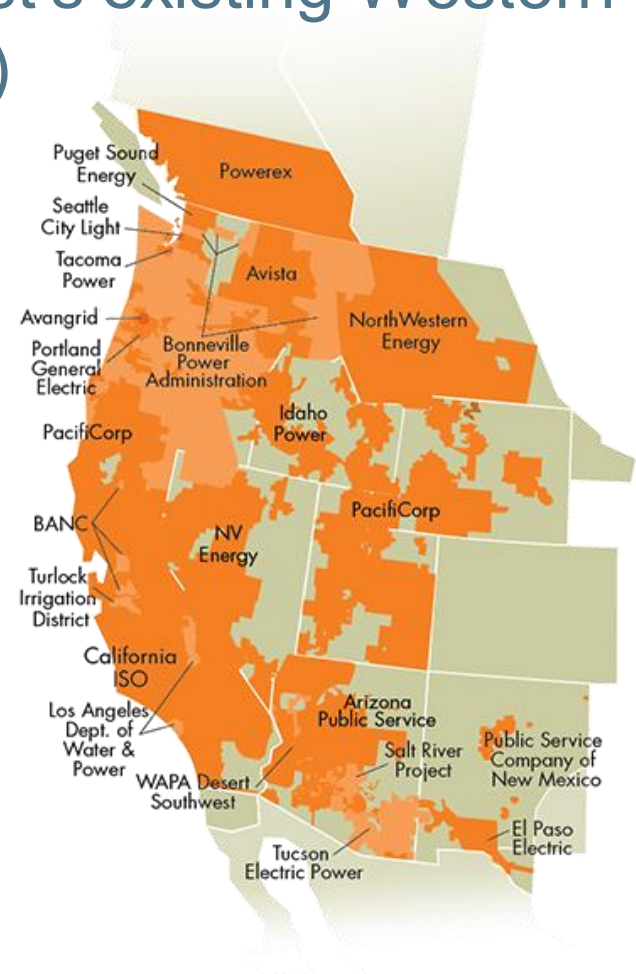 t's existing Western
)
Puget Sound
Energy
Powerex
Seattle
City Light
Tacoma
Power
Avista
Avangrid
NorthWestern
Energy
Portland
General
Electric
Bonneville
Power
Administration
Idaho
Power
PacifiCorp
PacifiCorp
BANC
NV
Energy
Turlock
Irrigation
District
California
ISO
Los Angeles
Dept. of
Water &
Power
Arizona
Public Service
Salt River
Project
Public Service
Company of
New Mexico
WAPA Desert
Southwest
El Paso
Electric
Tucson
Electric Power